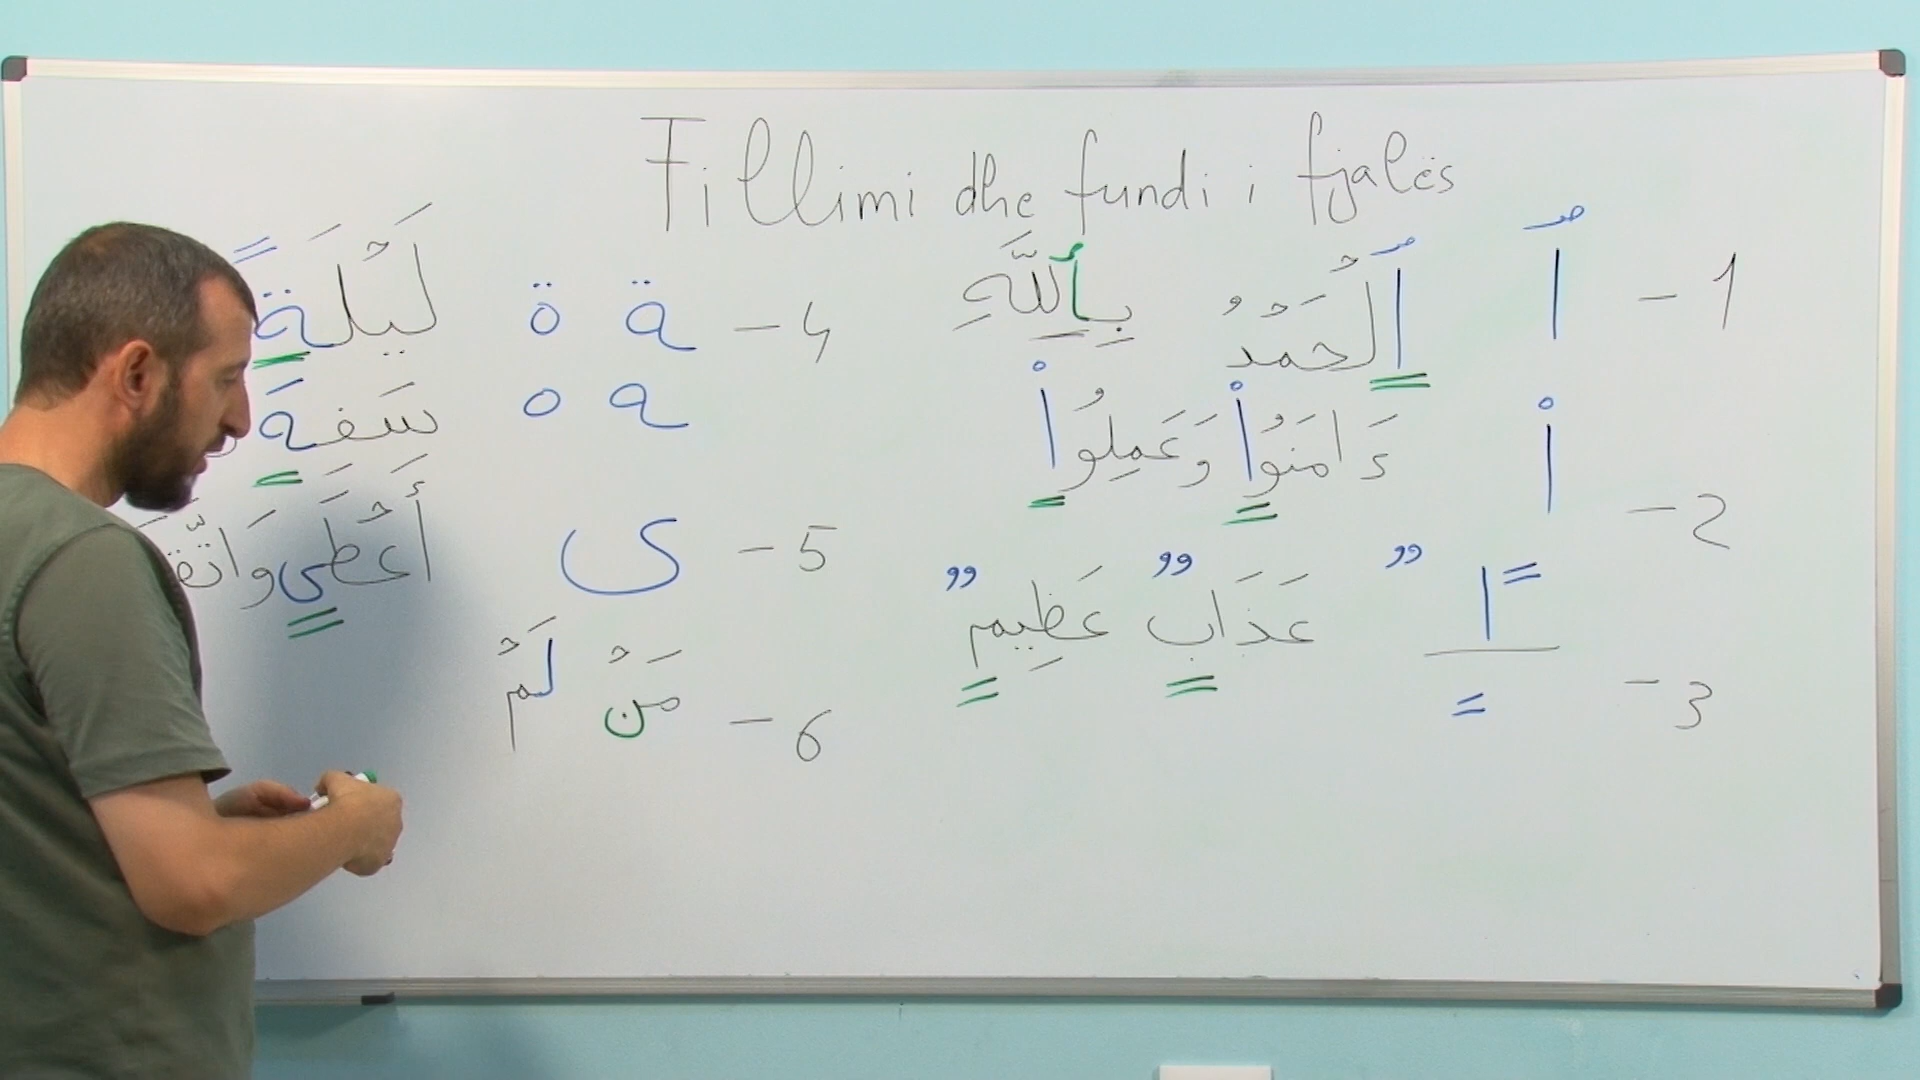 Fillimi dhe fundi i fjalës
1 – ٱ ٱلْحَمْدُ بِٱللَّهِ
2 – اْ ءَامَنُواْ وَعَمِلُواْ
3 – ـًا ـٌ ـٍ عَذَابٌ عَظِيمٌ
4 – ـة ة لَيْلَةً
ـه ه سَفِهَ
5 – ى أَعْطَى
6 – مَنْ لَمْ